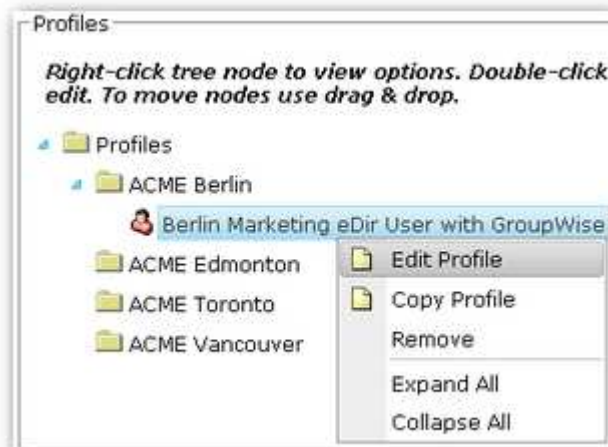 Profiles
Right-click tree node to view options. Double-click
edit. To move nodes use drag & drop.
Profiles
ACME Berlin
Berlin Marketing eDir User with GroupWise
ACME Edmonton
Edit Profile
ACME Toronto
Copy Profile
ACME Vancouver
Remove
Expand All
Collapse All